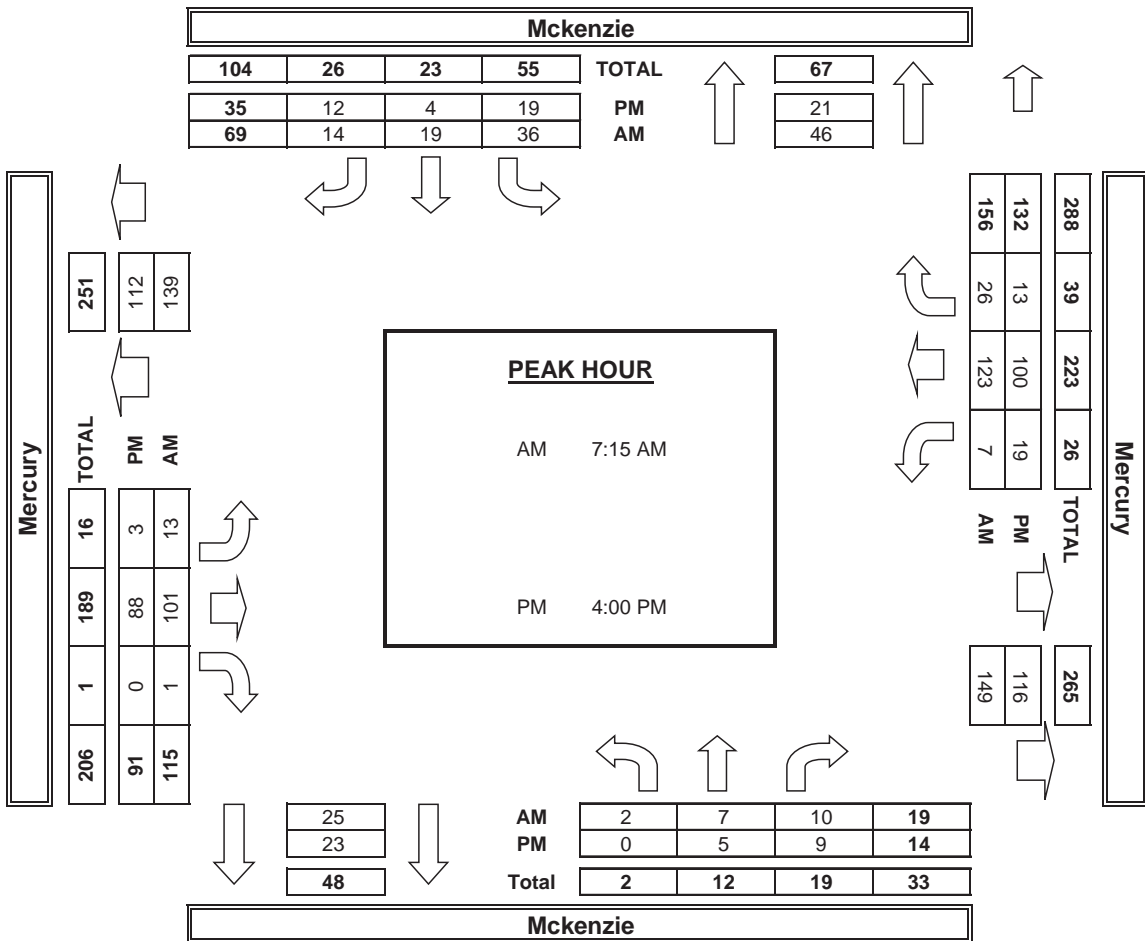 Mckenzie
104 26 23 55 TOTAL 67
35 12 4 19 PM 21
69 14 19 36 AM 46
Mercury
251
112
139
TOTAL
PM
AM
16 189 1 206
3 88 0 91
13 101 1 115
PEAK HOUR
AM 7:15 AM
PM 4:00 PM
288 39 223 26 TOTAL
132 13 100 19 PM
156 26 123 7 AM
265
116
149
Mercury
25 AM 2 7 10 19
23 PM 0 5 9 14
48 Total 2 12 19 33
Mckenzie